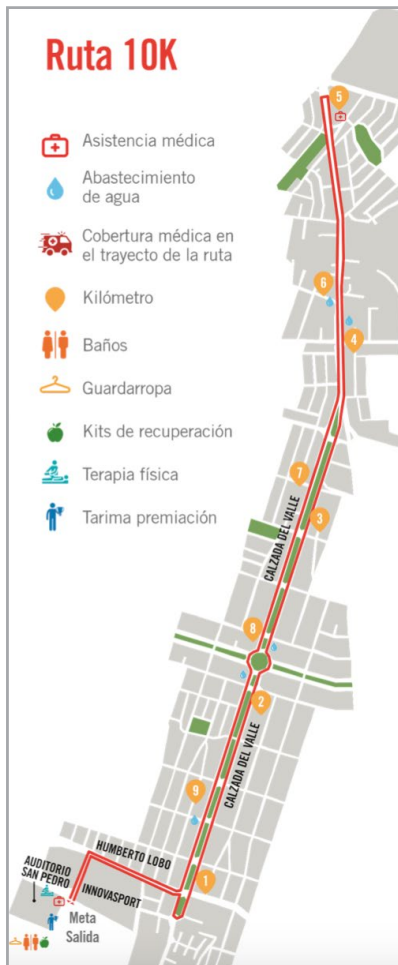 Ruta 10K
Asistencia médica
Abastecimiento
de agua
Cobertura médica en
el trayecto de la ruta
Kilómetro
Baños
Guardarropa
Kits de recuperación
Terapia física
Tarima premiación
5
6
4
7
3
CALZADA DEL VALLE
8
2
CALZADA DEL VALLE
9
1
HUMBERTO LOBO
INNOVASPORT
AUDITORIO
SAN PEDRO
Meta
Salida